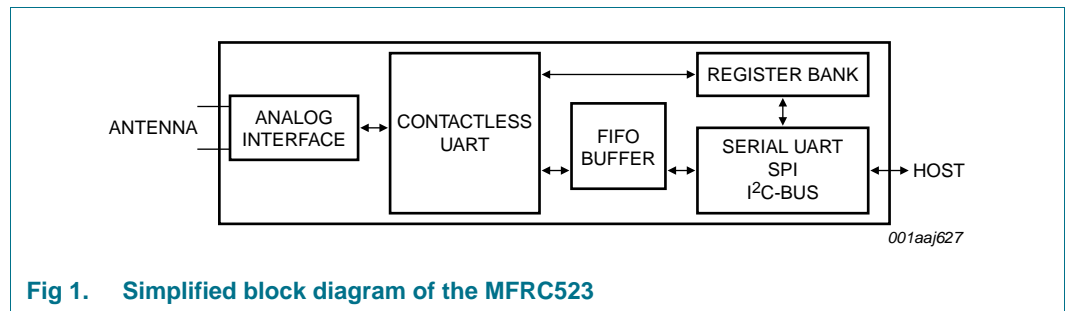 ANTENNA
ANALOG
INTERFACE
CONTACTLESS
UART
FIFO
BUFFER
REGISTER BANK
SERIAL UART
SPI
I²C-BUS
HOST
001aaj627
Fig 1. Simplified block diagram of the MFRC523